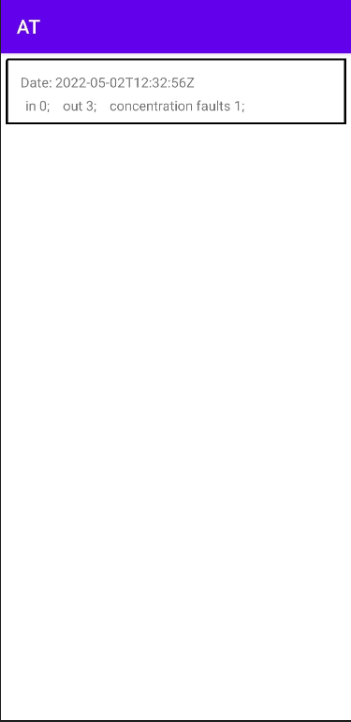 AT
Date: 2022-05-02T12:32:56Z
in 0; out 3; concentration faults 1;